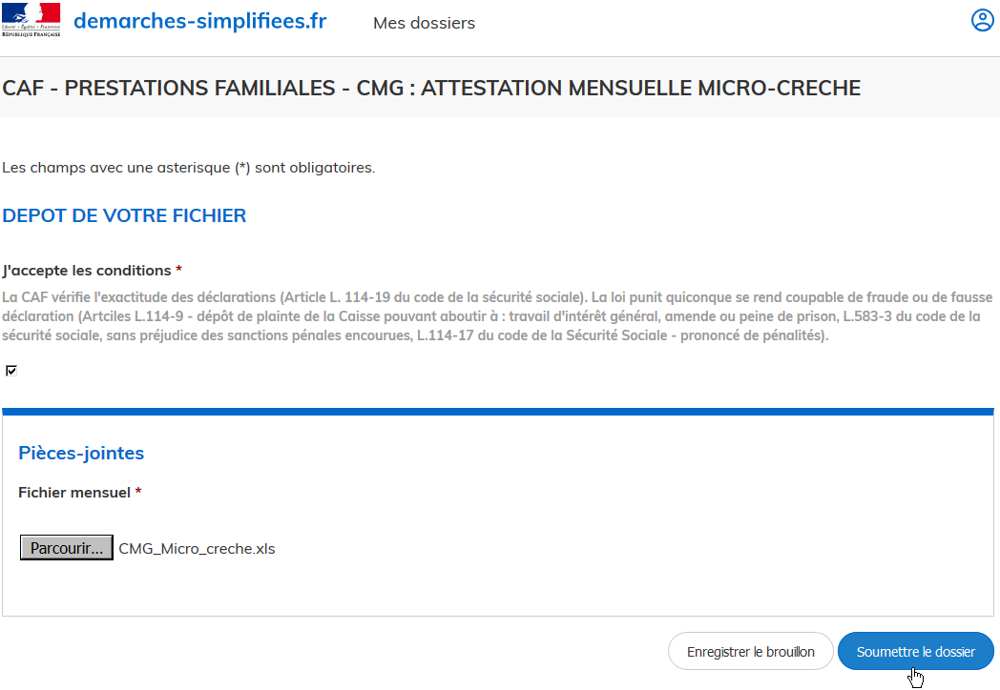 Liberté • Égalité • Fraternité
RÉPUBLIQUE FRANÇAISE
demarches-simplifiees.fr
Mes dossiers
CAF - PRESTATIONS FAMILIALES - CMG : ATTESTATION MENSUELLE MICRO-CRECHE
Les champs avec une asterisque (*) sont obligatoires.
DEPOT DE VOTRE FICHIER
J'accepte les conditions *
La CAF vérifie l'exactitude des déclarations (Article L. 114-19 du code de la sécurité sociale). La loi punit quiconque se rend coupable de fraude ou de fausse
déclaration (Artciles L.114-9 - dépôt de plainte de la Caisse pouvant aboutir à : travail d'intérêt général, amende ou peine de prison, L.583-3 du code de la
sécurité sociale, sans préjudice des sanctions pénales encourues, L.114-17 du code de la Sécurité Sociale - prononcé de pénalités).
Pièces-jointes
Fichier mensuel *
Parcourir... CMG_Micro_creche.xls
Enregistrer le brouillon
Soumettre le dossier